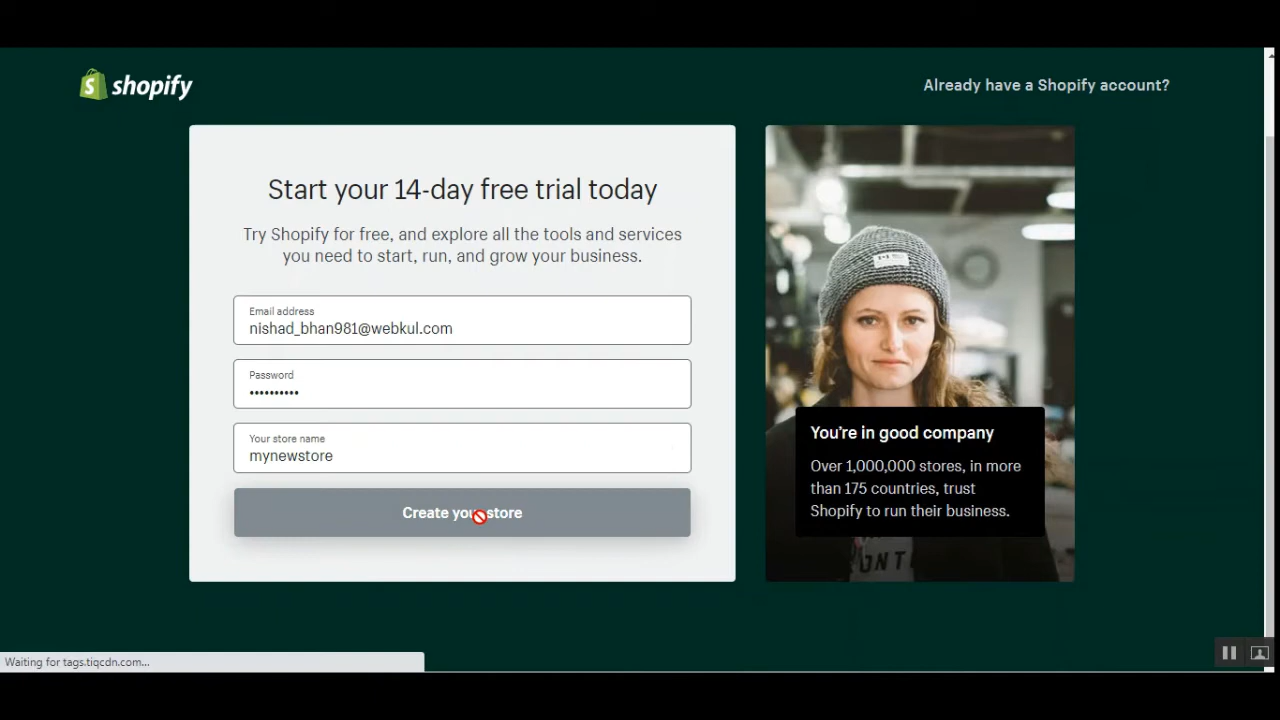 shopify
Already have a Shopify account?
Start your 14-day free trial today
Try Shopify for free, and explore all the tools and services
you need to start, run, and grow your business.
Email address
nishad_bhan981@webkul.com
Password
••••••••••
Your store name
mynewstore
Create your store
You're in good company
Over 1,000,000 stores, in more
than 175 countries, trust
Shopify to run their business.
Waiting for tags.tiqcdn.com...